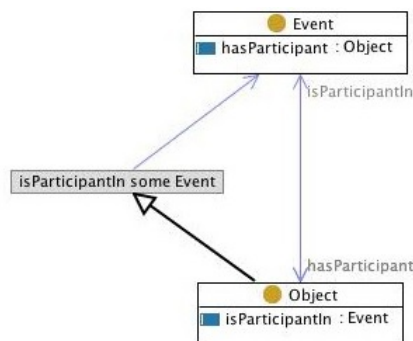 Event
hasParticipant : Object
isParticipantIn
isParticipantIn some Event
hasParticipant
Object
isParticipantIn : Event